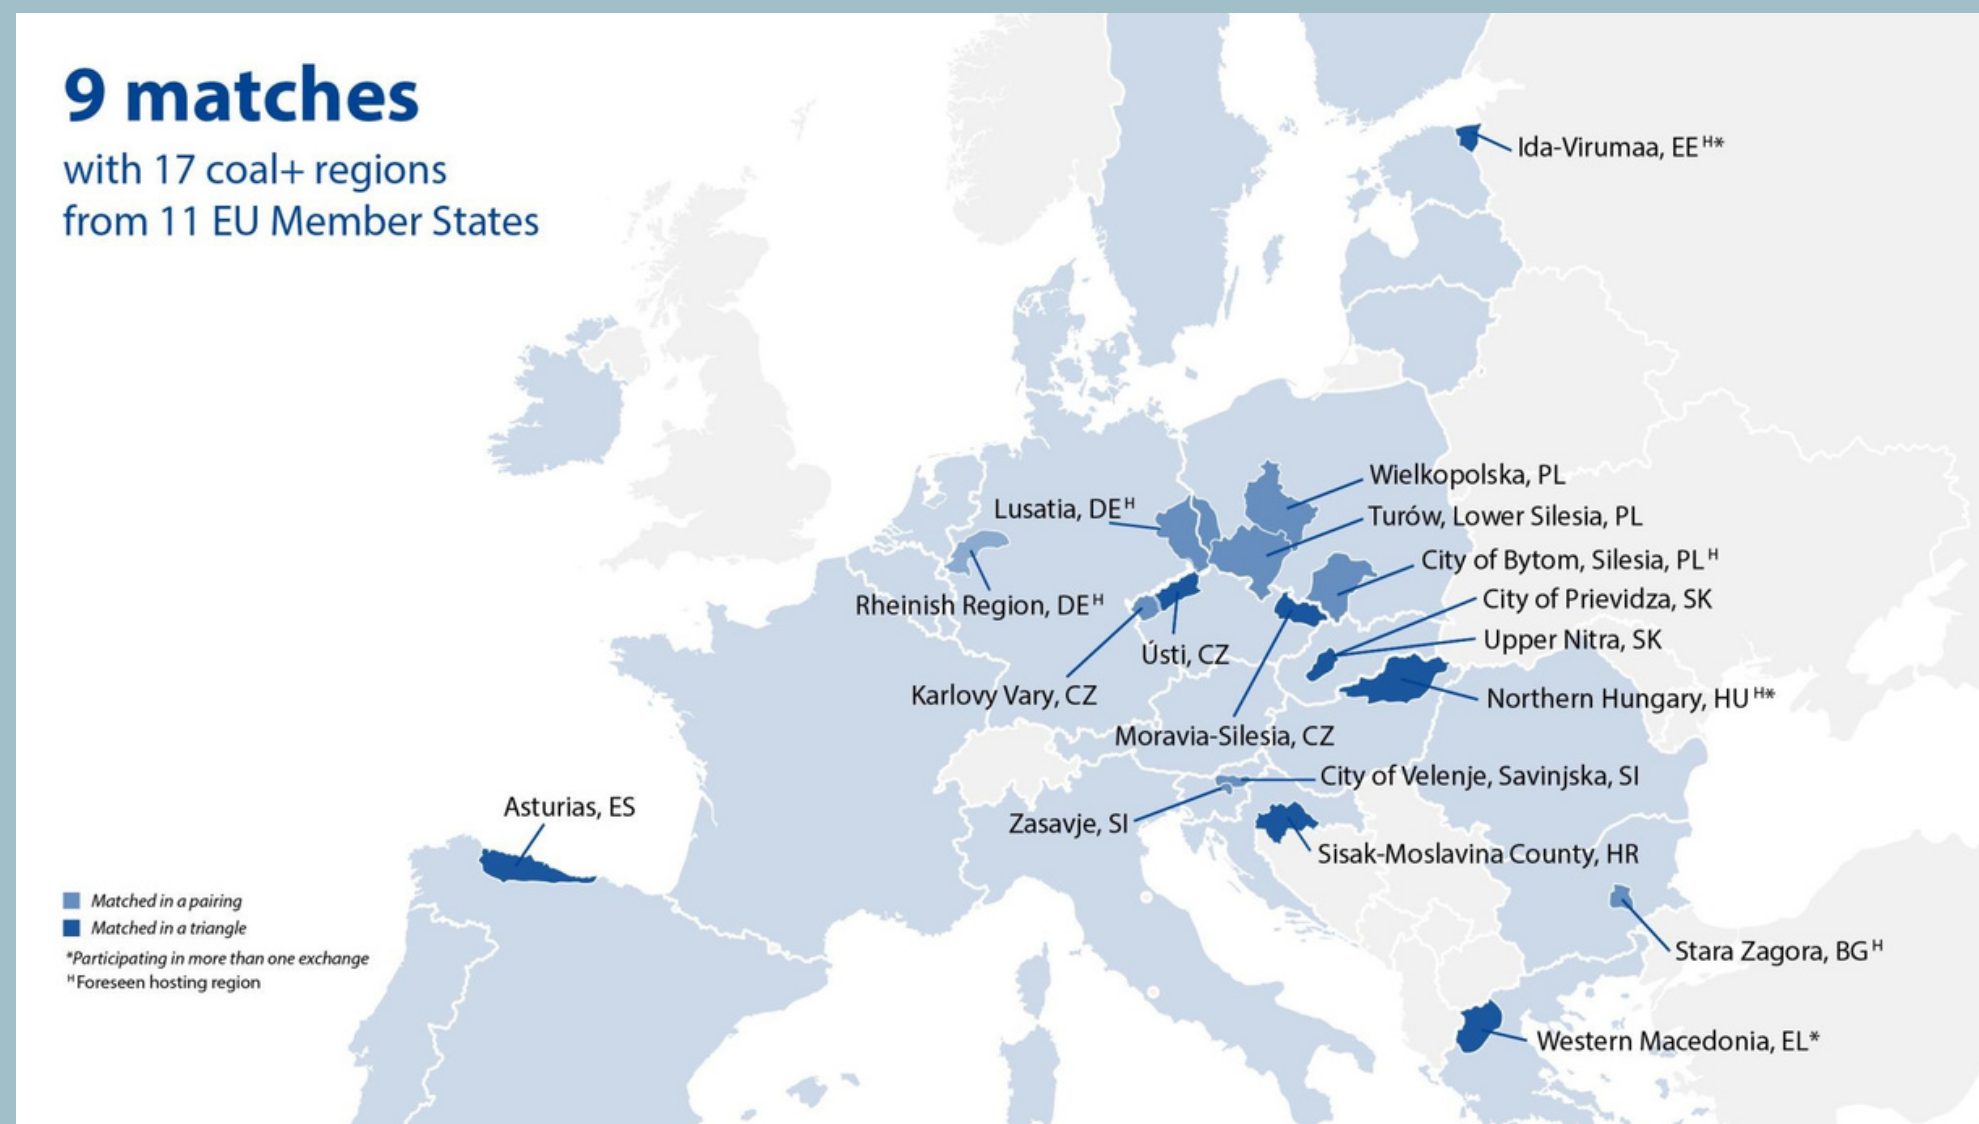 9 matches
with 17 coal+ regions
from 11 EU Member States
Ida-Virumaa, EE H*
Wielkopolska, PL
Lusatia, DE H
Turów, Lower Silesia, PL
City of Bytom, Silesia, PL H
Rheinish Region, DE H
City of Prievidza, SK
Upper Nitra, SK
Ústi, CZ
Karlovy Vary, CZ
Northern Hungary, HU H*
Moravia-Silesia, CZ
City of Velenje, Savinjska, SI
Asturias, ES
Zasavje, SI
Sisak-Moslavina County, HR
Stara Zagora, BG H
Western Macedonia, EL*
Matched in a pairing
Matched in a triangle
*Participating in more than one exchange
H Foreseen hosting region